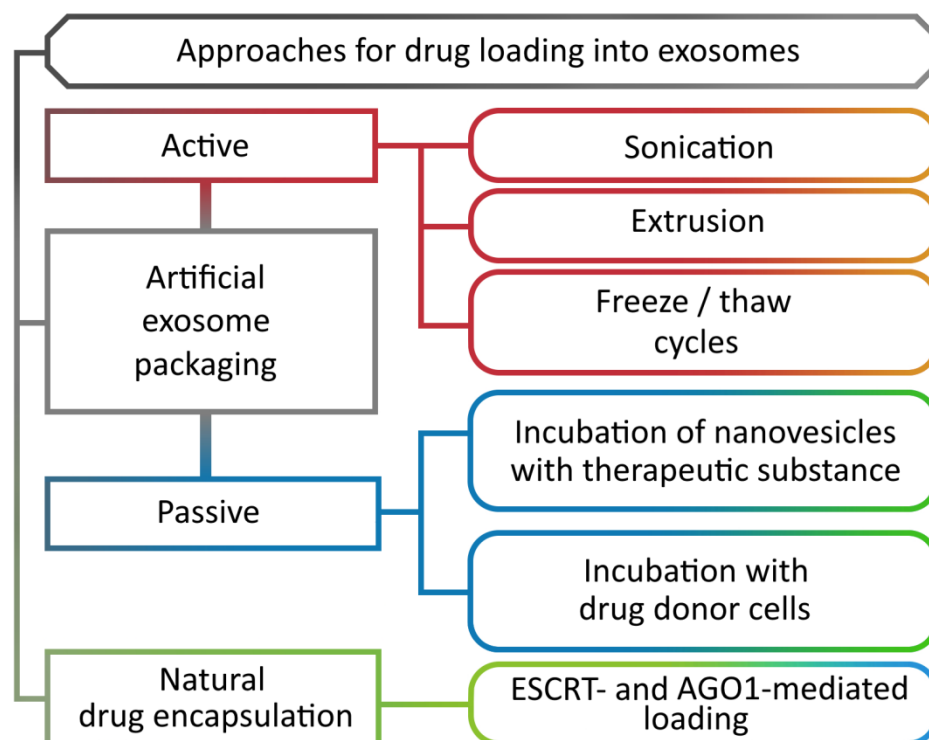 Approaches for drug loading into exosomes
Active
Sonication
Extrusion
Freeze / thaw
cycles
Artificial
exosome
packaging
Passive
Incubation of nanovesicles
with therapeutic substance
Incubation with
drug donor cells
Natural
drug encapsulation
ESCRT- and AGO1-mediated
loading